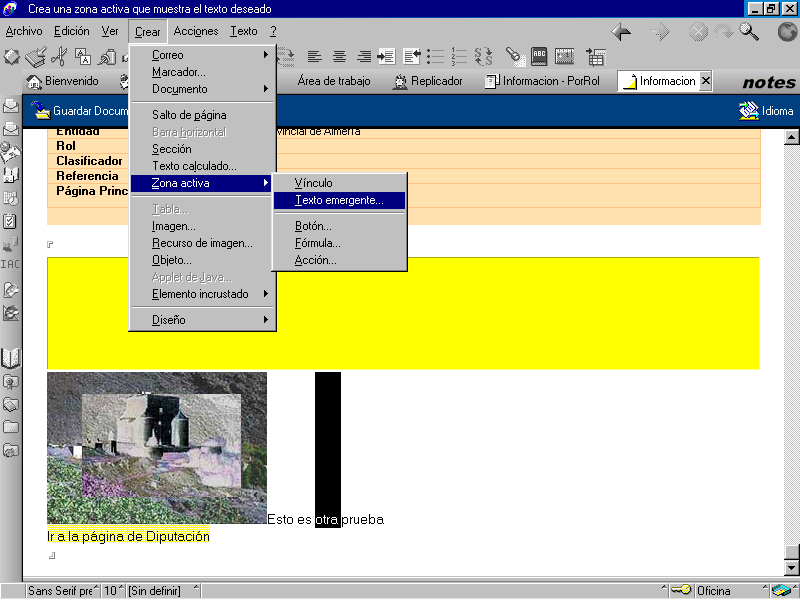 Crea una zona activa que muestra el texto deseado
Archivo Edición Ver Crear Acciones Texto ?
Bienvenido Área de trabajo Replicador Informacion - PorRol Informacion notes
Guardar Docum Idioma
Entidad vincial de Almería
Rol
Clasificador
Referencia
Página Princ
Correo
Marcador...
Documento
Salto de página
Barra horizontal
Sección
Texto calculado...
Zona activa
Tabla...
Imagen...
Recurso de imagen...
Objeto...
Applet de Java...
Elemento incrustado
Diseño
Vínculo
Texto emergente...
Botón...
Fórmula...
Acción...
IAC
ABC
Esto es otra prueba
Ir a la página de Diputación
Sans Serif pre 10 [Sin definir] Oficina